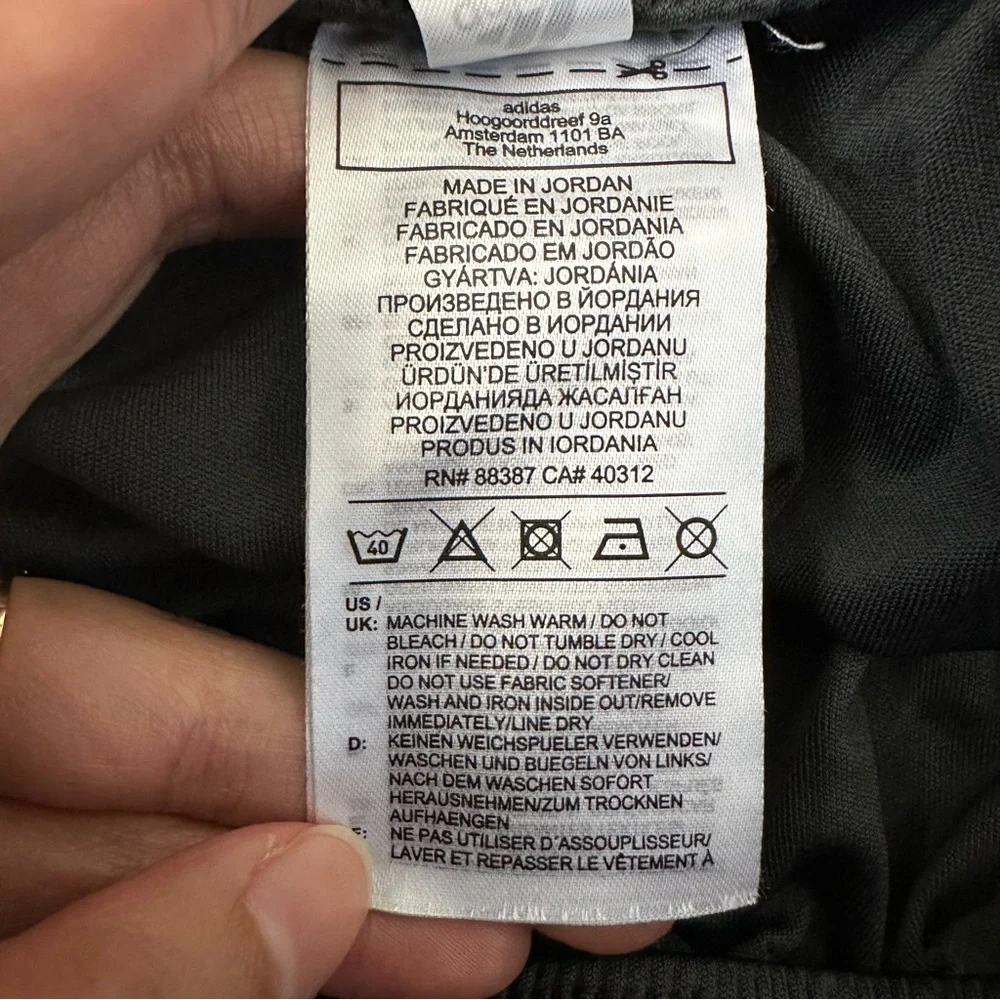 adidas
Hoogoorddreef 9a
Amsterdam 1101 BA
The Netherlands
MADE IN JORDAN
FABRIQUÉ EN JORDANIE
FABRICADO EN JORDANIA
FABRICADO EM JORDÃO
GYÁRTVA: JORDÁNIA
ПРОИЗВЕДЕНО В ЙОРДАНИЯ
СДЕЛАНО В ИОРДАНИИ
PROIZVEDENO U JORDANU
ÜRDÜN'DE ÜRETİLMİŞTİR
ИОРДАНИЯДА ЖАСАЛҒАН
PROIZVEDENO U JORDANU
PRODUS IN IORDANIA
RN# 88387 CA# 40312
40
US /
UK: MACHINE WASH WARM / DO NOT
BLEACH / DO NOT TUMBLE DRY / COOL
IRON IF NEEDED / DO NOT DRY CLEAN
DO NOT USE FABRIC SOFTENER/
WASH AND IRON INSIDE OUT/REMOVE
IMMEDIATELY/LINE DRY
D: KEINEN WEICHSPUELER VERWENDEN/
WASCHEN UND BUEGELN VON LINKS/
NACH DEM WASCHEN SOFORT
HERAUSNEHMEN/ZUM TROCKNEN
AUFHAENGEN
F: NE PAS UTILISER D´ASSOUPLISSEUR/
LAVER ET REPASSER LE VÊTEMENT À